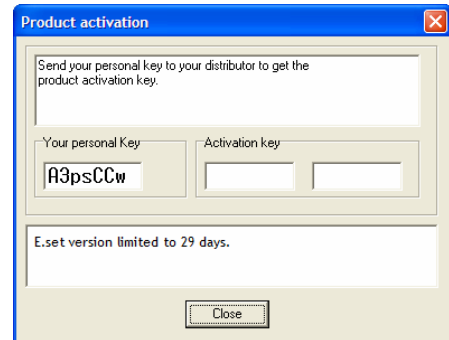 Product activation
Send your personal key to your distributor to get the
product activation key.
Your personal Key
Activation key
A3psCCw
E.set version limited to 29 days.
Close